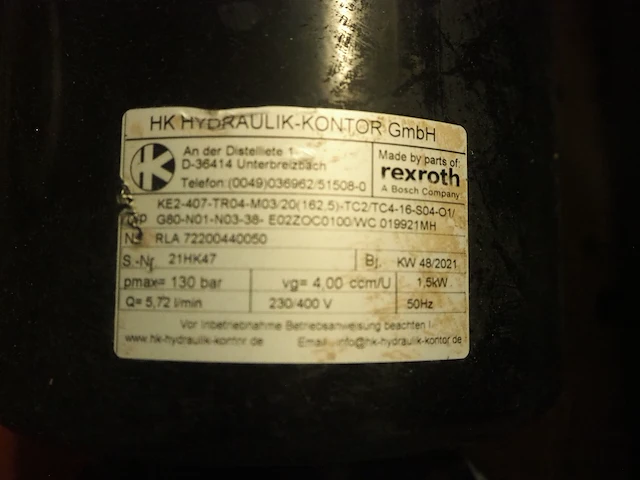 HK HYDRAULIK-KONTOR GmbH
HK
An der Distelliete 1
D-36414 Unterbreizbach
Telefon:(0049)036962/51508-0
Made by parts of:
rexroth
A Bosch Company
KE2-407-TR04-M03/20(162,5)-TC2/TC4-16-S04-O1/
Typ G60-N01-N03-38- E02ZOC0100/WC 019921MH
RLA 72200440050
S.-Nr. 21HK47 Bj. KW 48/2021
pmax= 130 bar vg= 4,00 ccm/U 1,5kW
Q= 5,72 l/min 230/400 V 50Hz
Vor Inbetriebnahme Betriebsanweisung beachten !
www.hk-hydraulik-kontor.de Email: info@hk-hydraulik-kontor.de